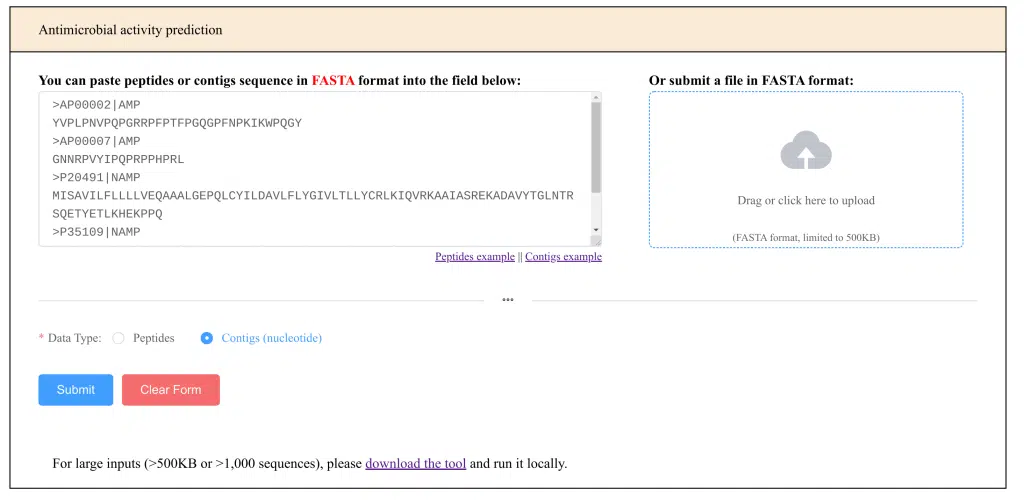 Antimicrobial activity prediction
You can paste peptides or contigs sequence in FASTA format into the field below:
>AP00002|AMP
YVPLPNVPQPGRRPFPTFPGQGPFNPKIKWPQGY
>AP00007|AMP
GNNRPVYIPQPRPPHPRL
>P20491|NAMP
MISAVILFLLLLVEQAAALGEPQLCYILDAVLFLYGIVLTLLYCRLKIQVRKAAIASREKADAVYTGLNTR
SQETYETLKHEKPPQ
>P35109|NAMP
Peptides example || Contigs example
Or submit a file in FASTA format:
Drag or click here to upload
(FASTA format, limited to 500KB)
* Data Type: Peptides Contigs (nucleotide)
Submit Clear Form
For large inputs (>500KB or >1,000 sequences), please download the tool and run it locally.